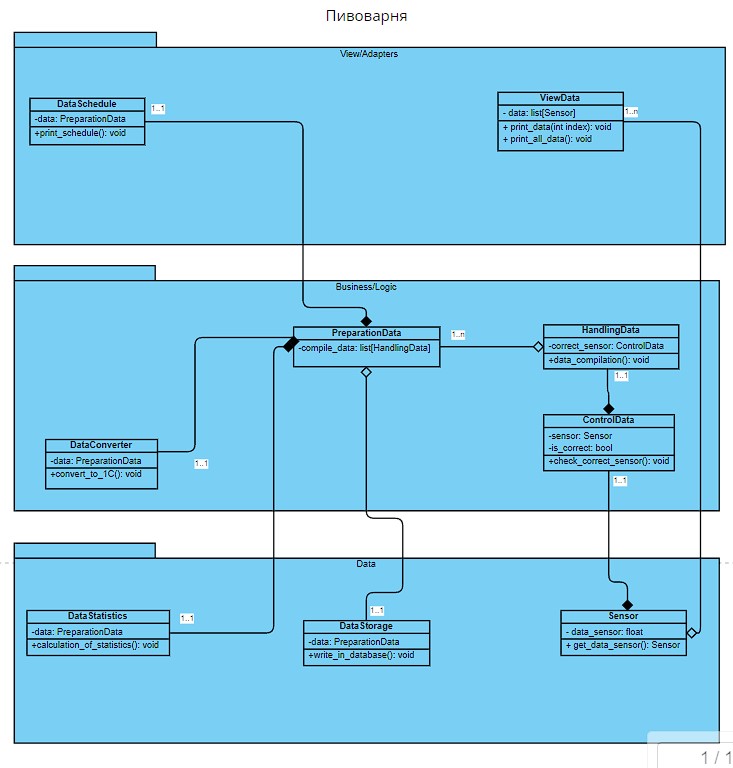 Пивоварня
View/Adapters
DataSchedule
-data: PreparationData
+print_schedule(): void
1..1
ViewData
- data: list[Sensor]
+ print_data(int index): void
+ print_all_data(): void
1..n
Business/Logic
PreparationData
-compile_data: list[HandlingData]
1..n
HandlingData
-correct_sensor: ControlData
+data_compilation(): void
1..1
ControlData
-sensor: Sensor
-is_correct: bool
+check_correct_sensor(): void
1..1
DataConverter
-data: PreparationData
+convert_to_1C(): void
1..1
Data
DataStatistics
-data: PreparationData
+calculation_of_statistics(): void
1..1
1..1
DataStorage
-data: PreparationData
+write_in_database(): void
Sensor
- data_sensor: float
+ get_data_sensor(): Sensor
1 / 1